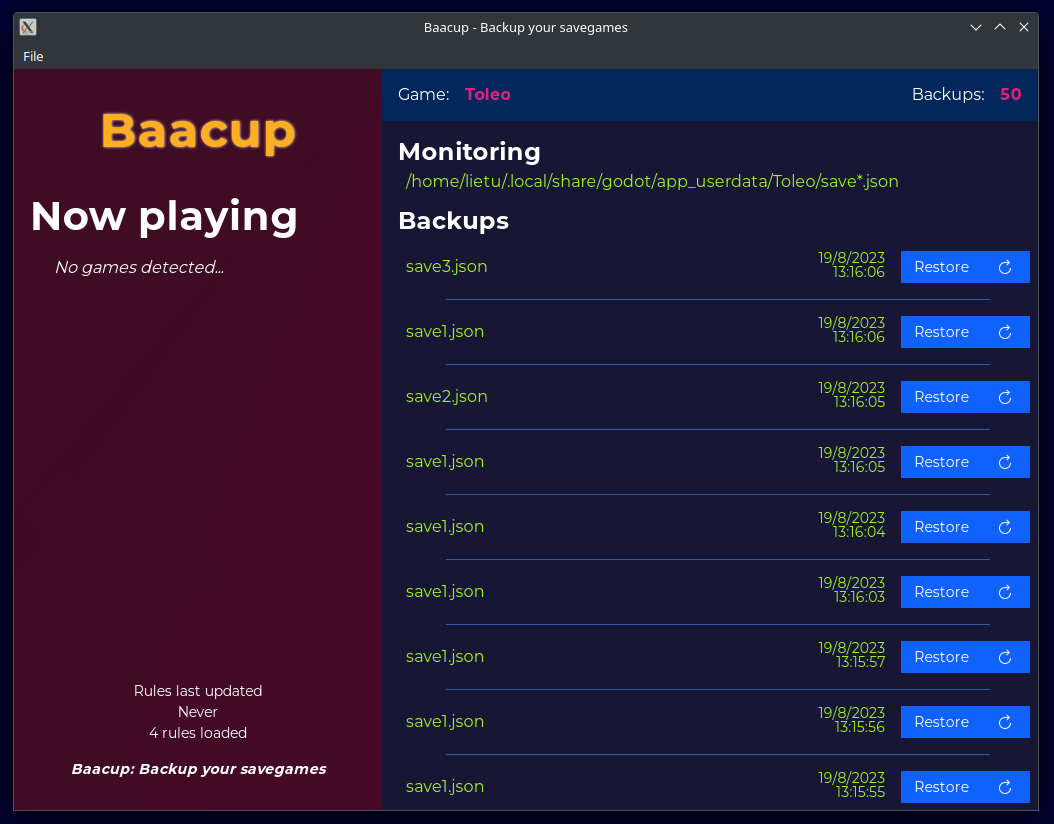 Baacup - Backup your savegames
File
Baacup
Now playing
No games detected...
Rules last updated
Never
4 rules loaded
Baacup: Backup your savegames
Game: Toleo Backups: 50
Monitoring
/home/lietu/.local/share/godot/app_userdata/Toleo/save*.json
Backups
save3.json 19/8/2023 13:16:06 Restore
save1.json 19/8/2023 13:16:06 Restore
save2.json 19/8/2023 13:16:05 Restore
save1.json 19/8/2023 13:16:05 Restore
save1.json 19/8/2023 13:16:04 Restore
save1.json 19/8/2023 13:16:03 Restore
save1.json 19/8/2023 13:15:57 Restore
save1.json 19/8/2023 13:15:56 Restore
save1.json 19/8/2023 13:15:55 Restore